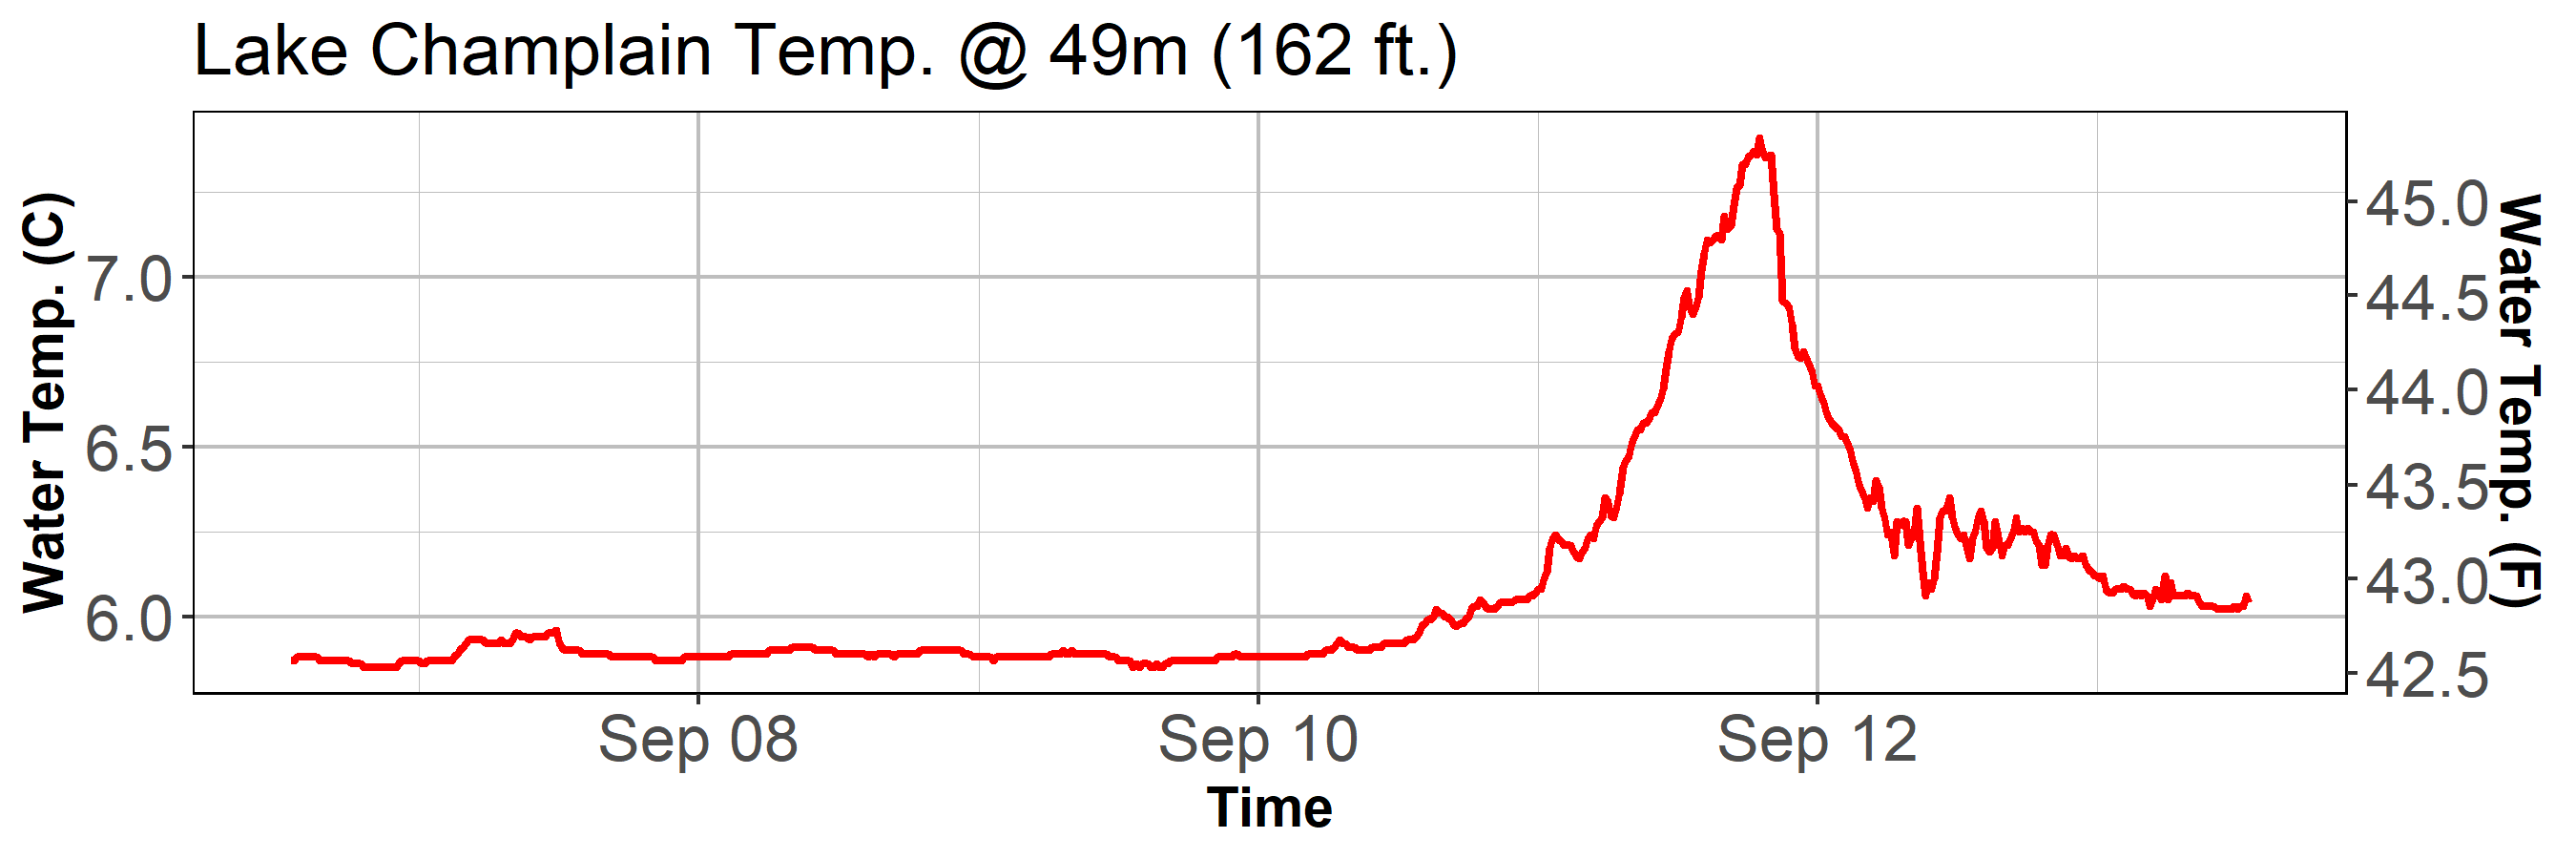 Lake Champlain Temp. @ 49m (162 ft.)
Water Temp. (C)
7.0
6.5
6.0
45.0
44.5
44.0
43.5
43.0
42.5
Water Temp. (F)
Sep 08
Sep 10
Sep 12
Time